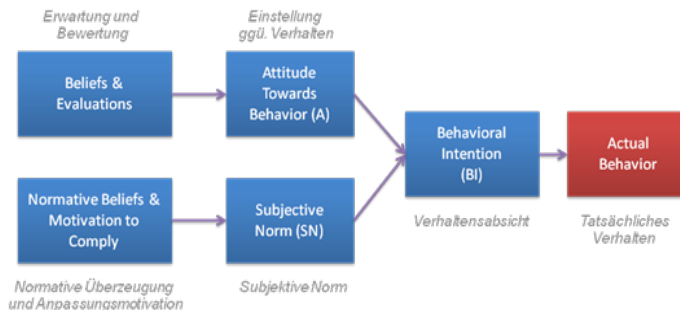 Erwartung und
Bewertung
Einstellung
ggü. Verhalten
Beliefs &
Evaluations
Attitude
Towards
Behavior (A)
Behavioral
Intention
(BI)
Actual
Behavior
Normative Beliefs &
Motivation to
Comply
Subjective
Norm (SN)
Verhaltensabsicht
Tatsächliches
Verhalten
Normative Überzeugung
und Anpassungsmotivation
Subjektive Norm